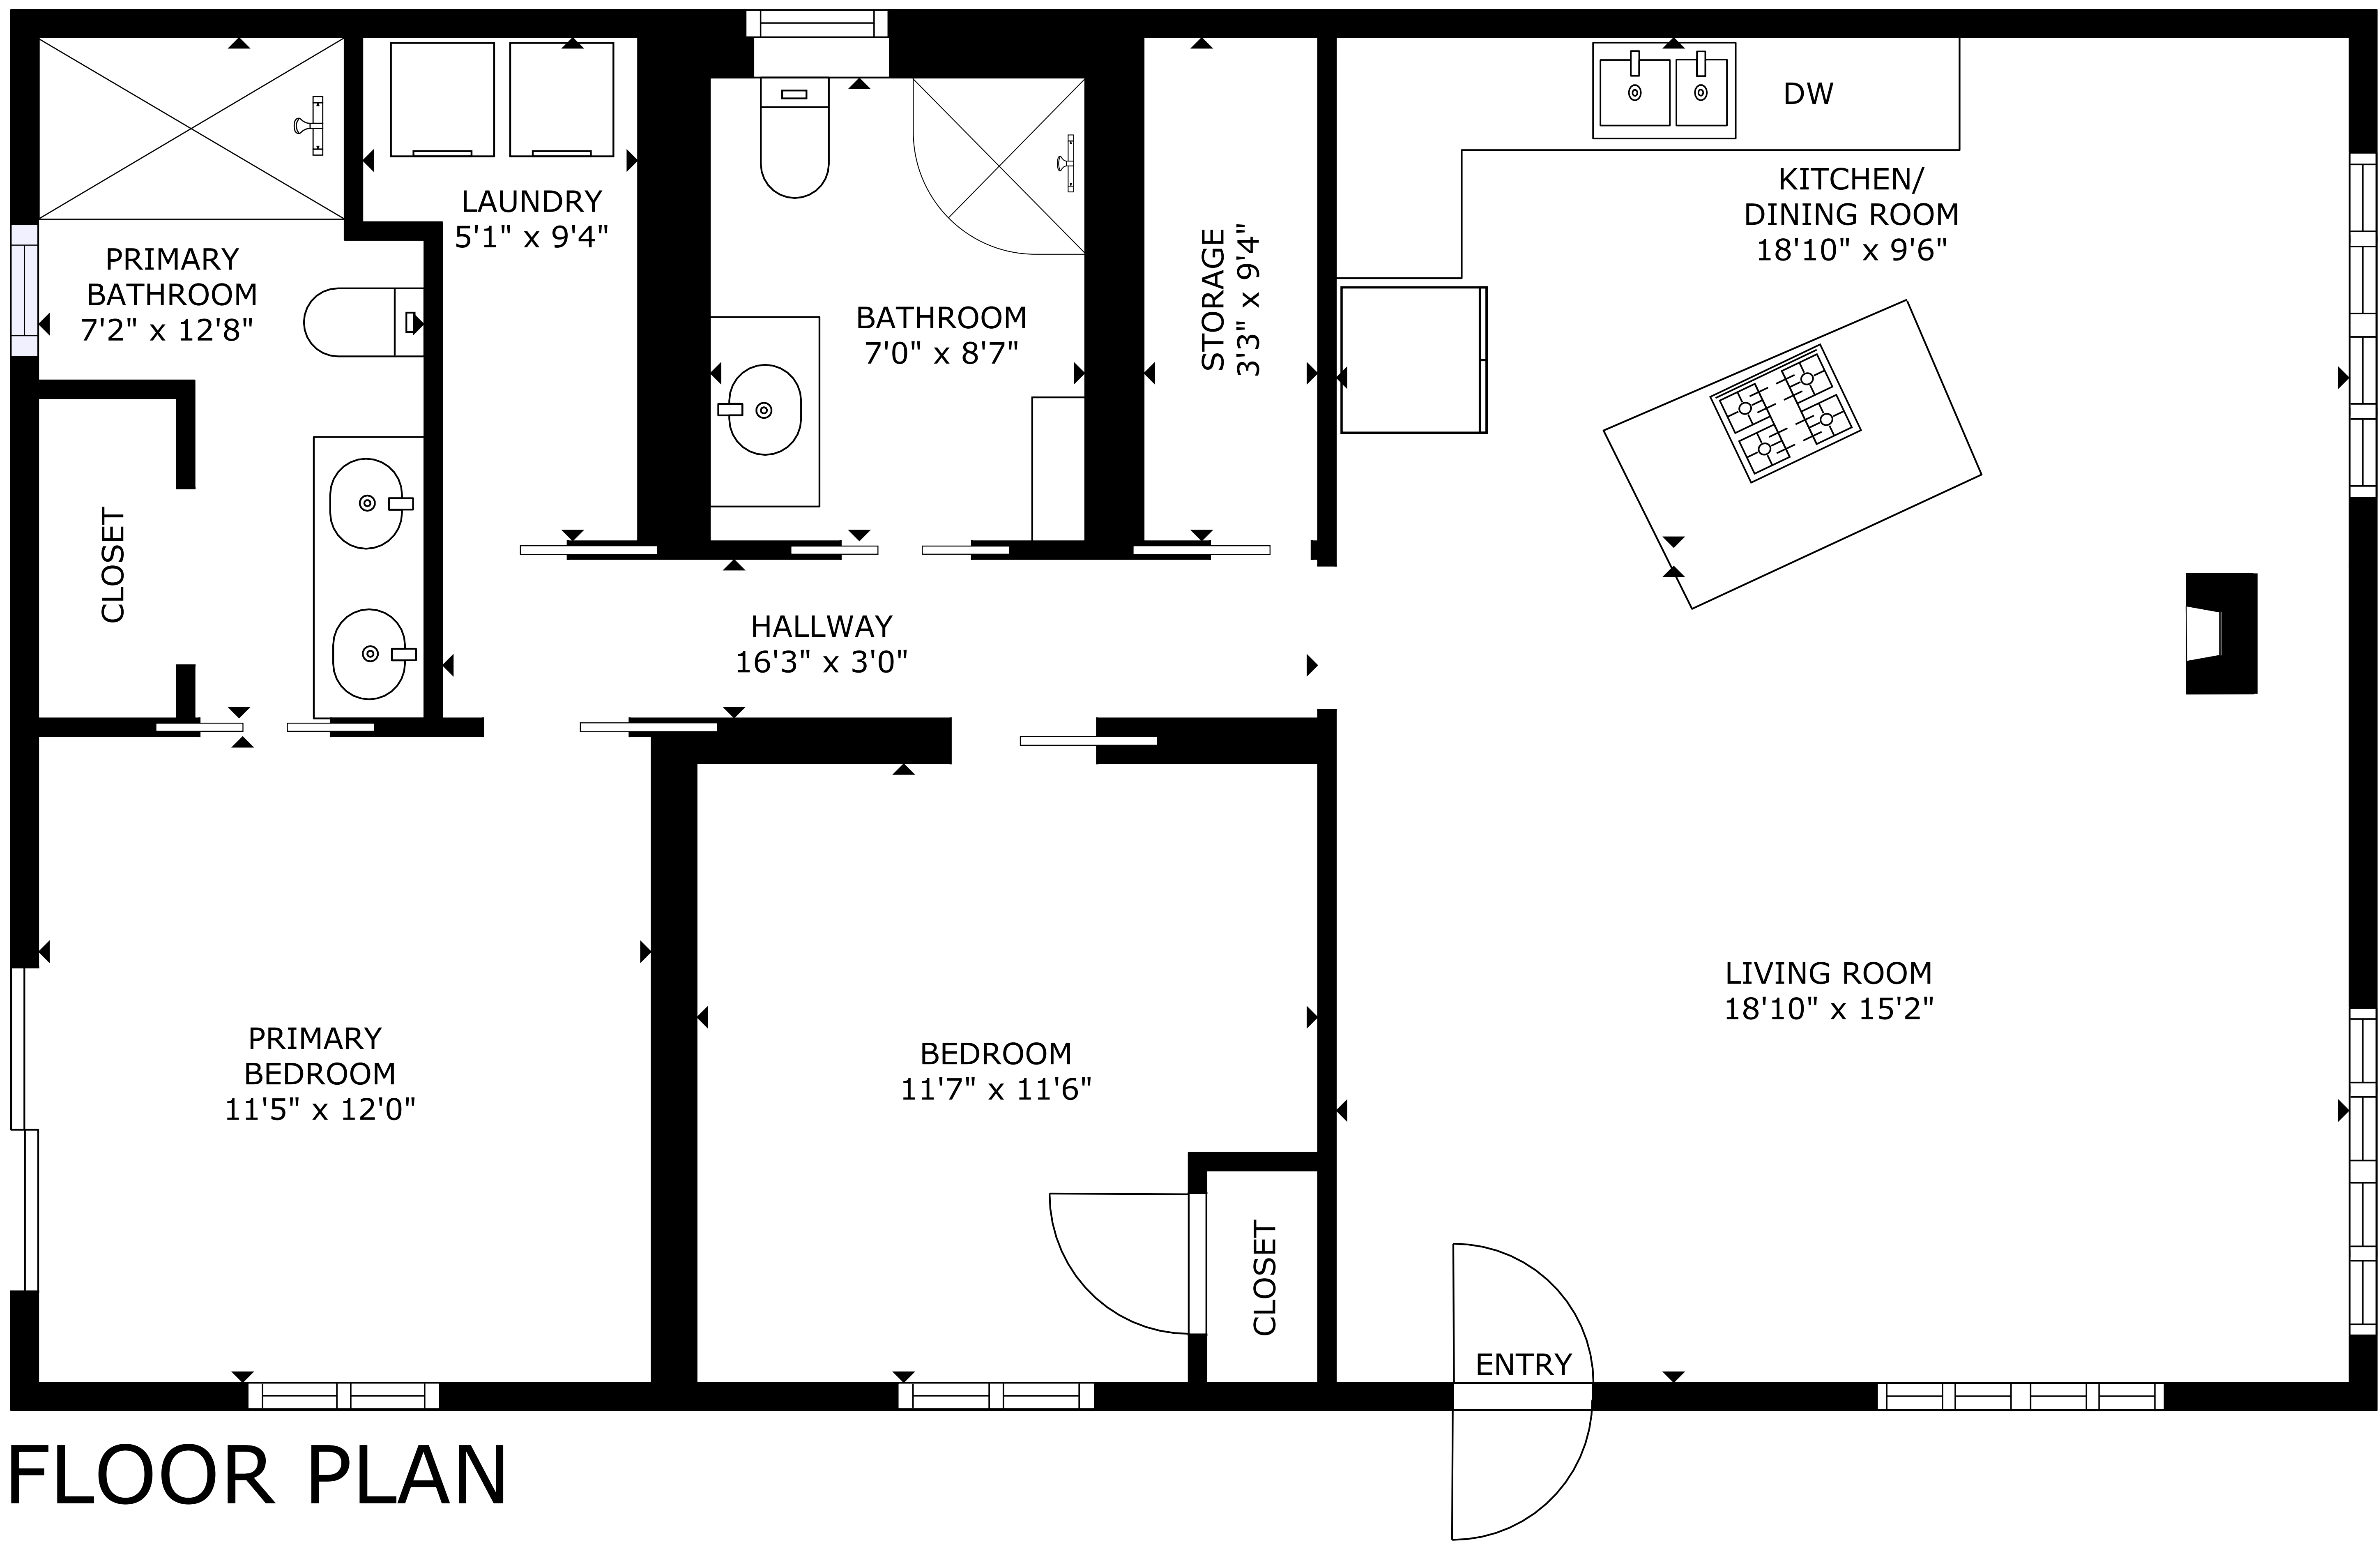 LAUNDRY
5'1" x 9'4"
PRIMARY
BATHROOM
7'2" x 12'8"
CLOSET
BATHROOM
7'0" x 8'7"
STORAGE
3'3" x 9'4"
DW
KITCHEN/
DINING ROOM
18'10" x 9'6"
HALLWAY
16'3" x 3'0"
PRIMARY
BEDROOM
11'5" x 12'0"
BEDROOM
11'7" x 11'6"
CLOSET
LIVING ROOM
18'10" x 15'2"
ENTRY
FLOOR PLAN